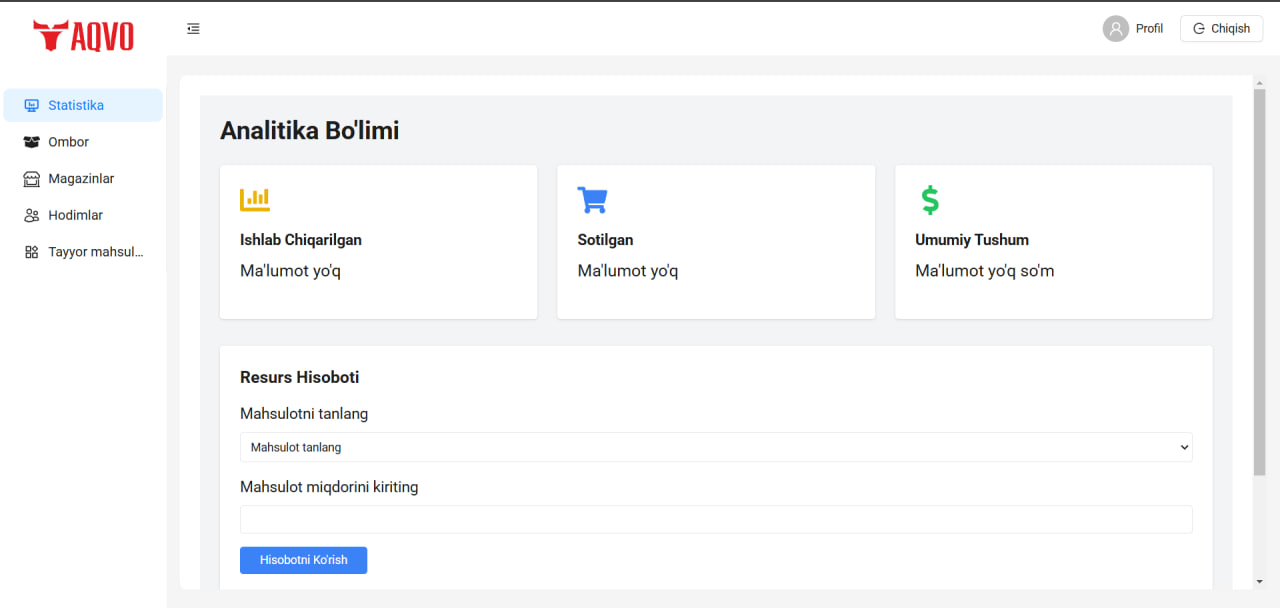 AQVO
Profil
Chiqish
Statistika
Ombor
Magazinlar
Hodimlar
Tayyor mahsul...
Analitika Bo'limi
Ishlab Chiqarilgan
Ma'lumot yo'q
Sotilgan
Ma'lumot yo'q
Umumiy Tushum
Ma'lumot yo'q so'm
Resurs Hisoboti
Mahsulotni tanlang
Mahsulot tanlang
Mahsulot miqdorini kiriting
Hisobotni Ko'rish